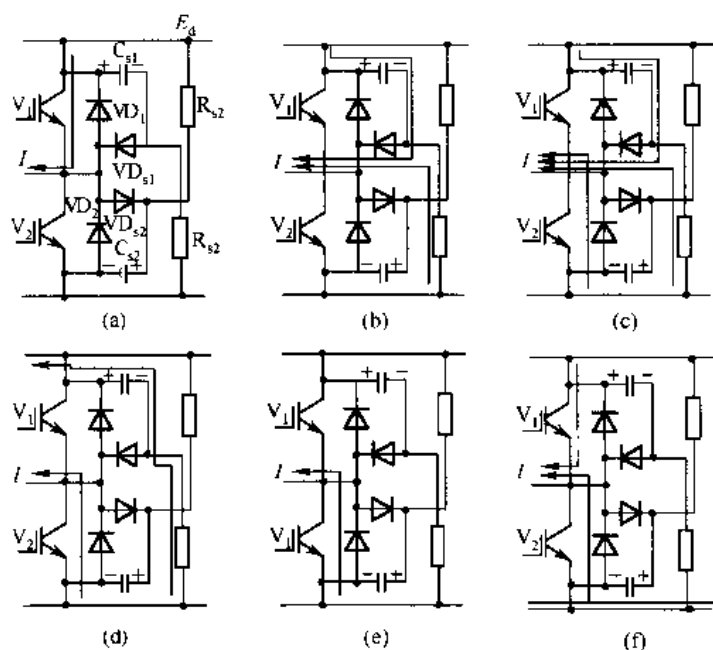 E_d
+ C_s1 −
V_1
VD_1
R_s2
I
VD_s1
VD_2
VD_s2
V_2
R_s2
C_s2
− +
(a)
+ −
V_1
I
V_2
− +
(b)
+ −
V_1
I
V_2
− +
(c)
+ −
V_1
I
V_2
− +
(d)
+ −
V_1
I
V_1
− +
(e)
+ −
V_1
I
V_2
− +
(f)